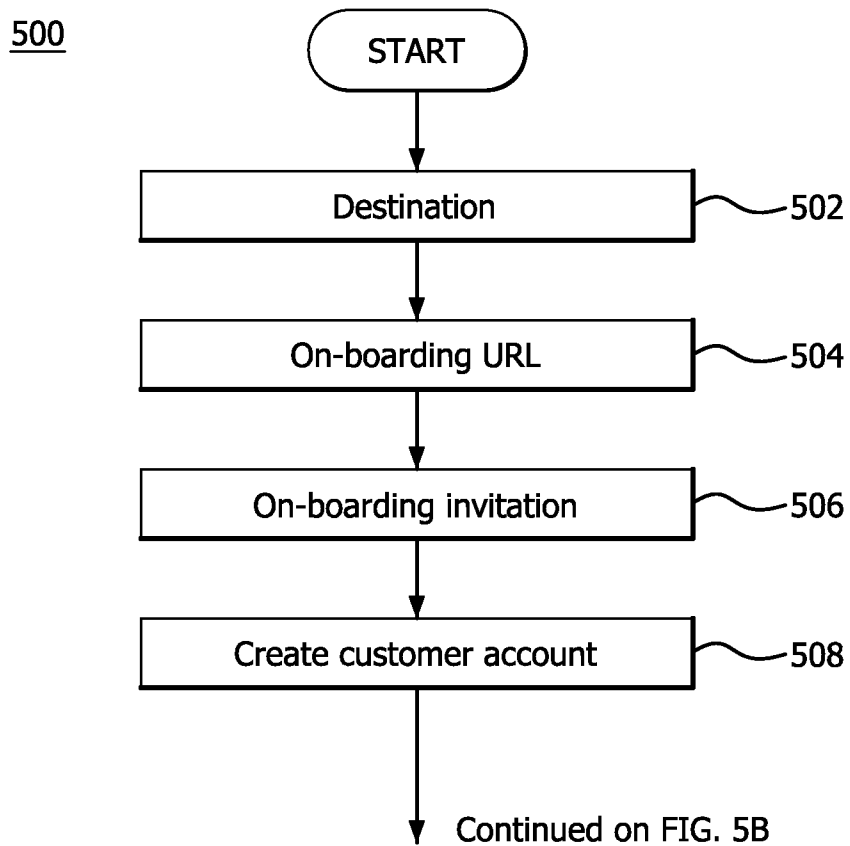 500
START
Destination
502
On-boarding URL
504
On-boarding invitation
506
Create customer account
508
Continued on FIG. 5B